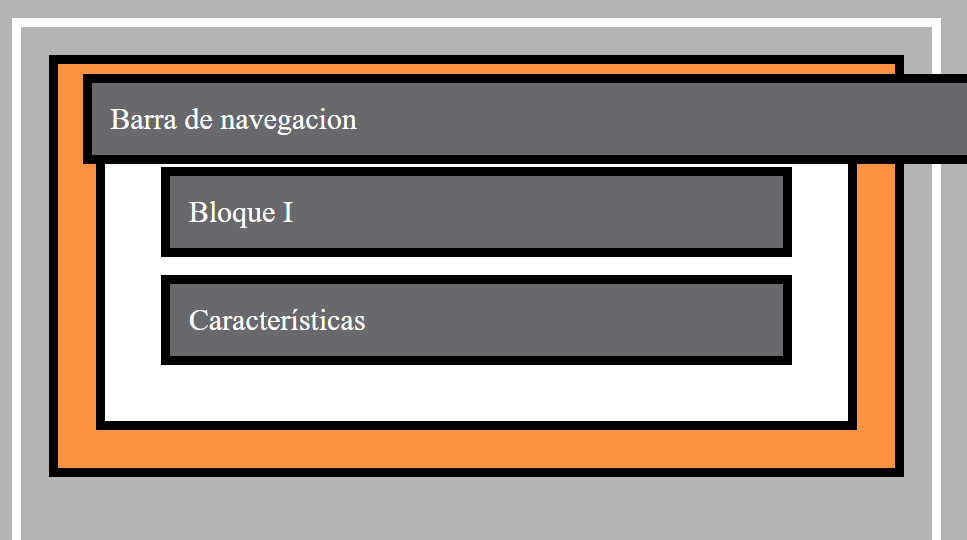 Barra de navegacion
Bloque I
Características